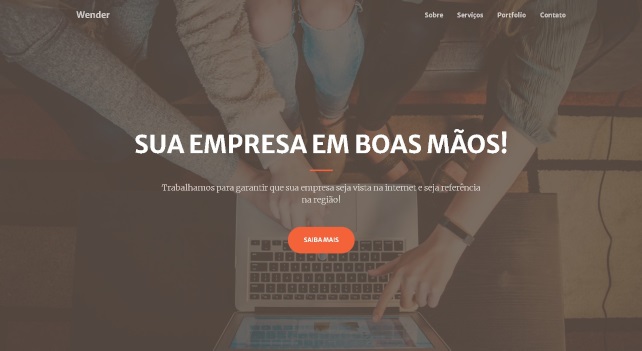 Wender
Sobre Serviços Portfolio Contato
SUA EMPRESA EM BOAS MÃOS!
Trabalhamos para garantir que sua empresa seja vista na internet e seja referência
na região!
SAIBA MAIS